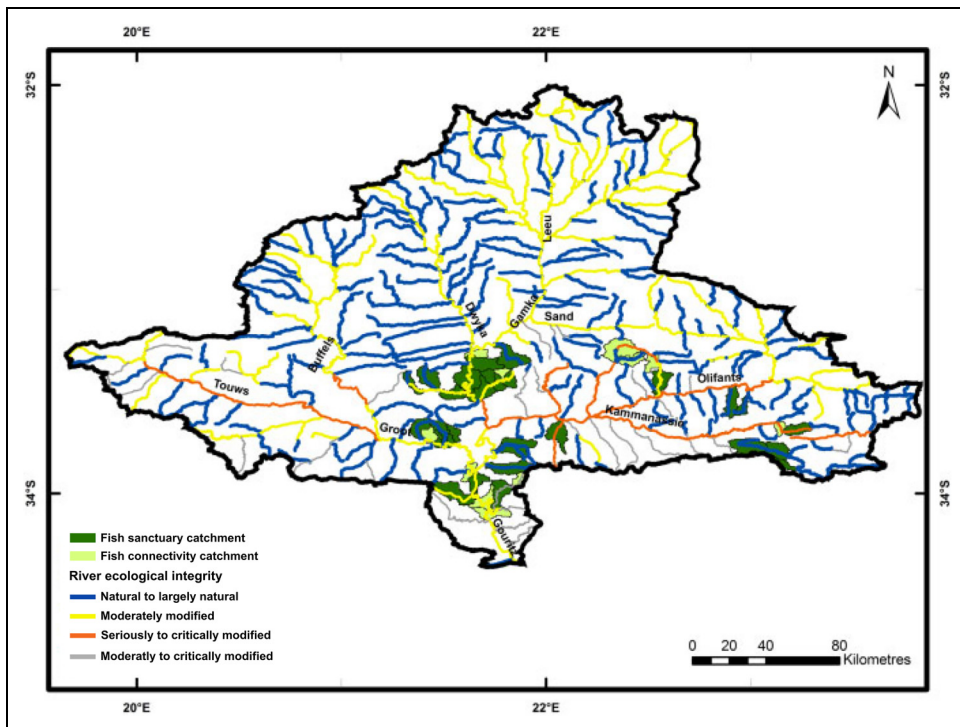 20°E
22°E
32°S
32°S
N
Leeu
Dwyka
Gamka
Sand
Buffels
Touws
Olifants
Kammanassie
Groot
34°S
34°S
Gouritz
Fish sanctuary catchment
Fish connectivity catchment
River ecological integrity
Natural to largely natural
Moderately modified
Seriously to critically modified
Moderatly to critically modified
0 20 40 80
Kilometres
20°E
22°E